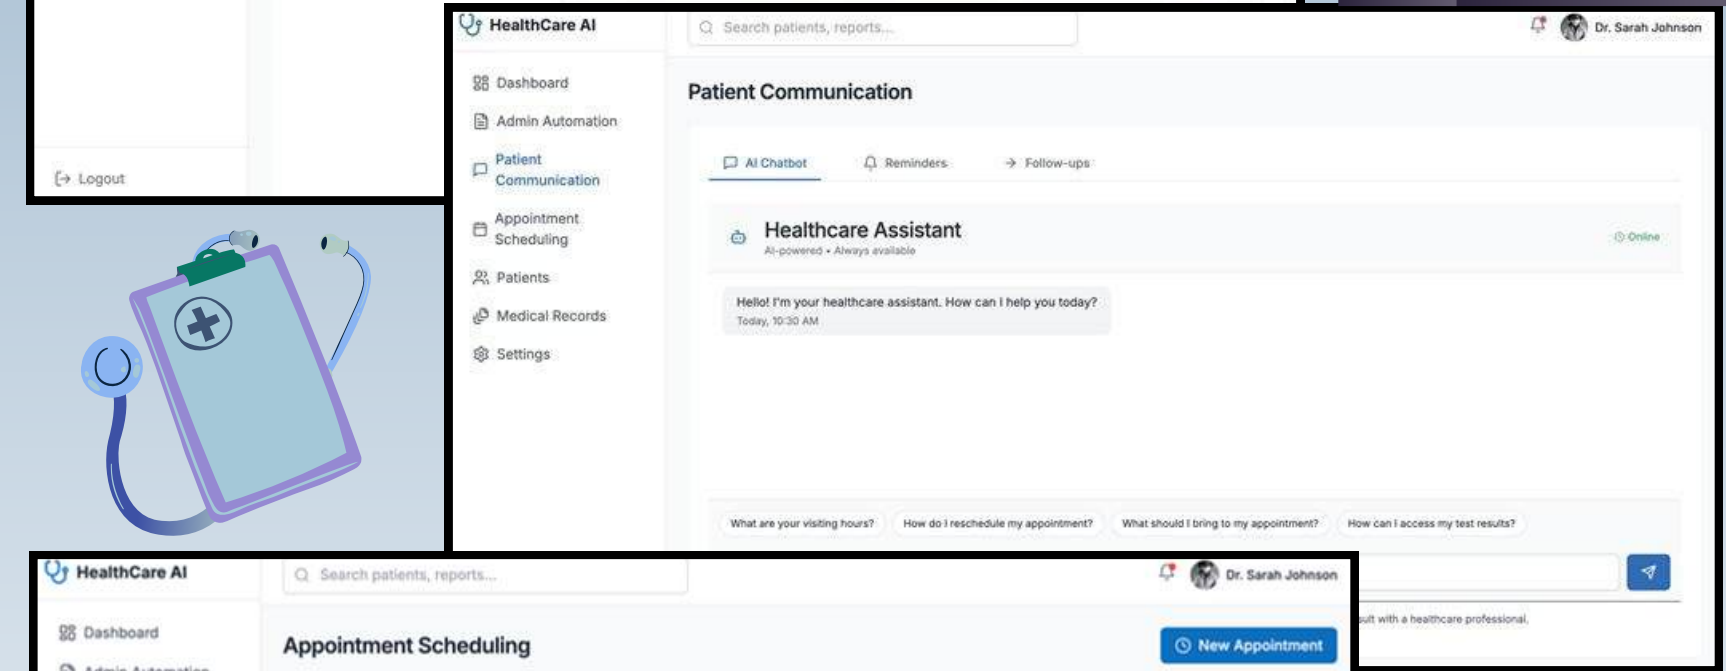 Logout
HealthCare AI
Search patients, reports...
Dr. Sarah Johnson
Dashboard
Admin Automation
Patient
Communication
Appointment
Scheduling
Patients
Medical Records
Settings
Patient Communication
AI Chatbot
Reminders
Follow-ups
Healthcare Assistant
AI-powered • Always available
Online
Hello! I'm your healthcare assistant. How can I help you today?
Today, 10:30 AM
What are your visiting hours?
How do I reschedule my appointment?
What should I bring to my appointment?
How can I access my test results?
with a healthcare professional.
HealthCare AI
Search patients, reports...
Dr. Sarah Johnson
Dashboard
Admin Automation
Appointment Scheduling
New Appointment